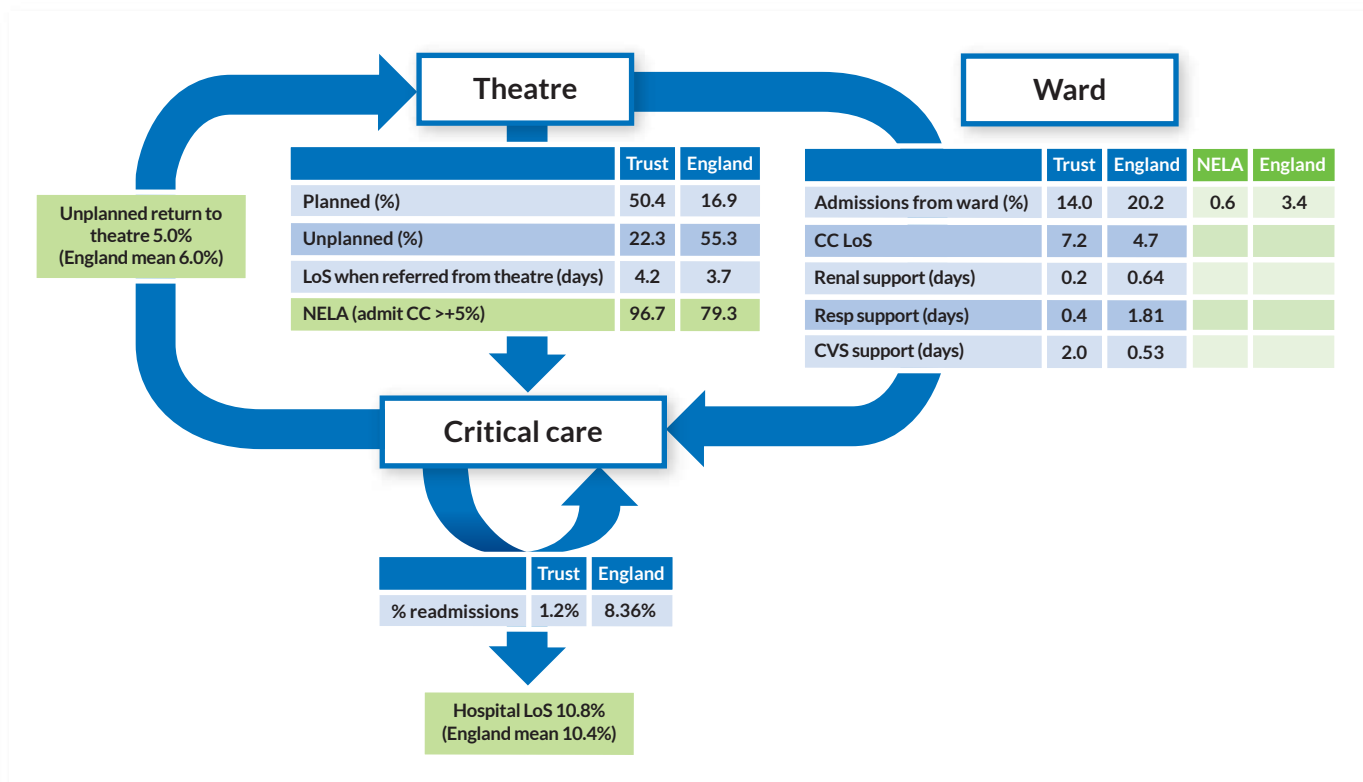 Theatre
Ward
Unplanned return to
theatre 5.0%
(England mean 6.0%)
Trust England
Planned (%) 50.4 16.9
Unplanned (%) 22.3 55.3
LoS when referred from theatre (days) 4.2 3.7
NELA (admit CC >+5%) 96.7 79.3
Trust England NELA England
Admissions from ward (%) 14.0 20.2 0.6 3.4
CC LoS 7.2 4.7
Renal support (days) 0.2 0.64
Resp support (days) 0.4 1.81
CVS support (days) 2.0 0.53
Critical care
Trust England
% readmissions 1.2% 8.36%
Hospital LoS 10.8%
(England mean 10.4%)